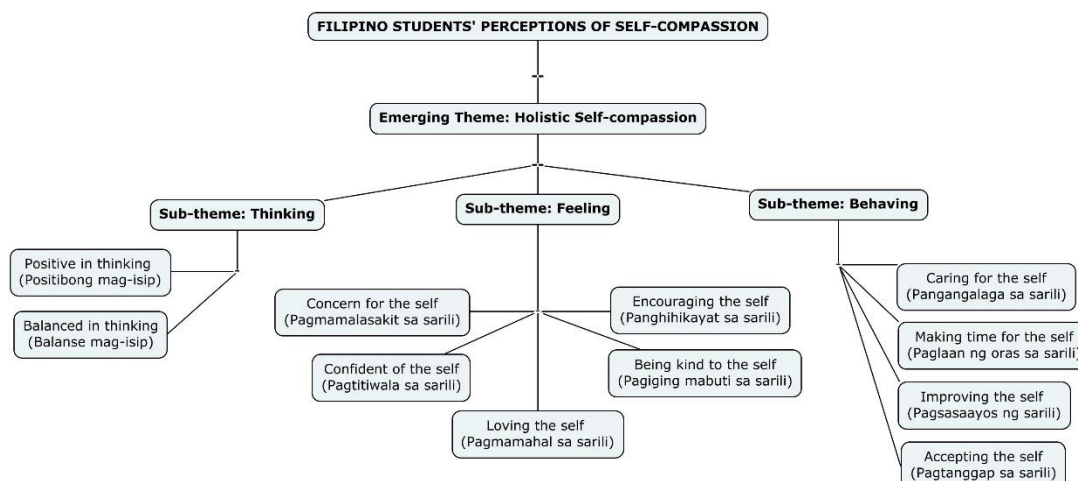 FILIPINO STUDENTS' PERCEPTIONS OF SELF-COMPASSION
Emerging Theme: Holistic Self-compassion
Sub-theme: Thinking
Positive in thinking
(Positibong mag-isip)
Balanced in thinking
(Balanse mag-isip)
Sub-theme: Feeling
Concern for the self
(Pagmamalasakit sa sarili)
Confident of the self
(Pagtitiwala sa sarili)
Loving the self
(Pagmamahal sa sarili)
Encouraging the self
(Panghihikayat sa sarili)
Being kind to the self
(Pagiging mabuti sa sarili)
Sub-theme: Behaving
Caring for the self
(Pangangalaga sa sarili)
Making time for the self
(Paglaan ng oras sa sarili)
Improving the self
(Pagsasaayos ng sarili)
Accepting the self
(Pagtanggap sa sarili)